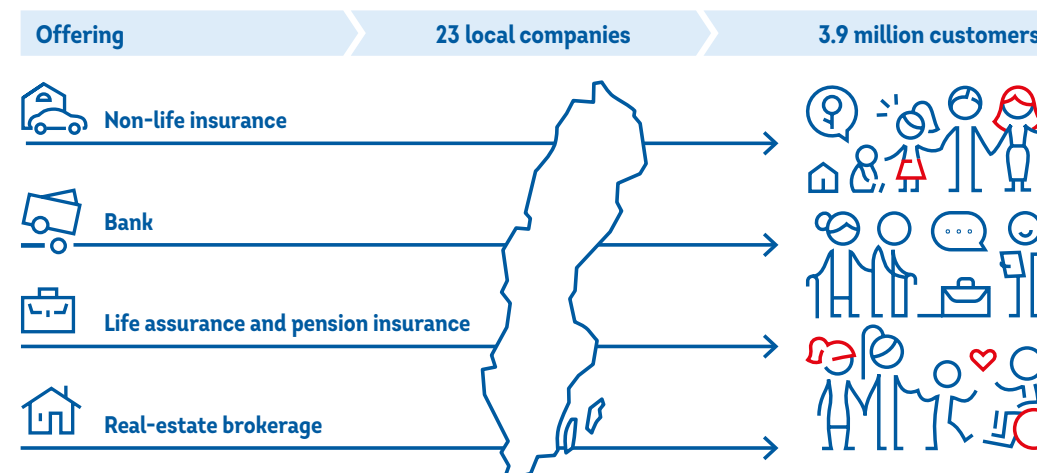 Offering
23 local companies
3.9 million customers
Non-life insurance
Bank
Life assurance and pension insurance
Real-estate brokerage